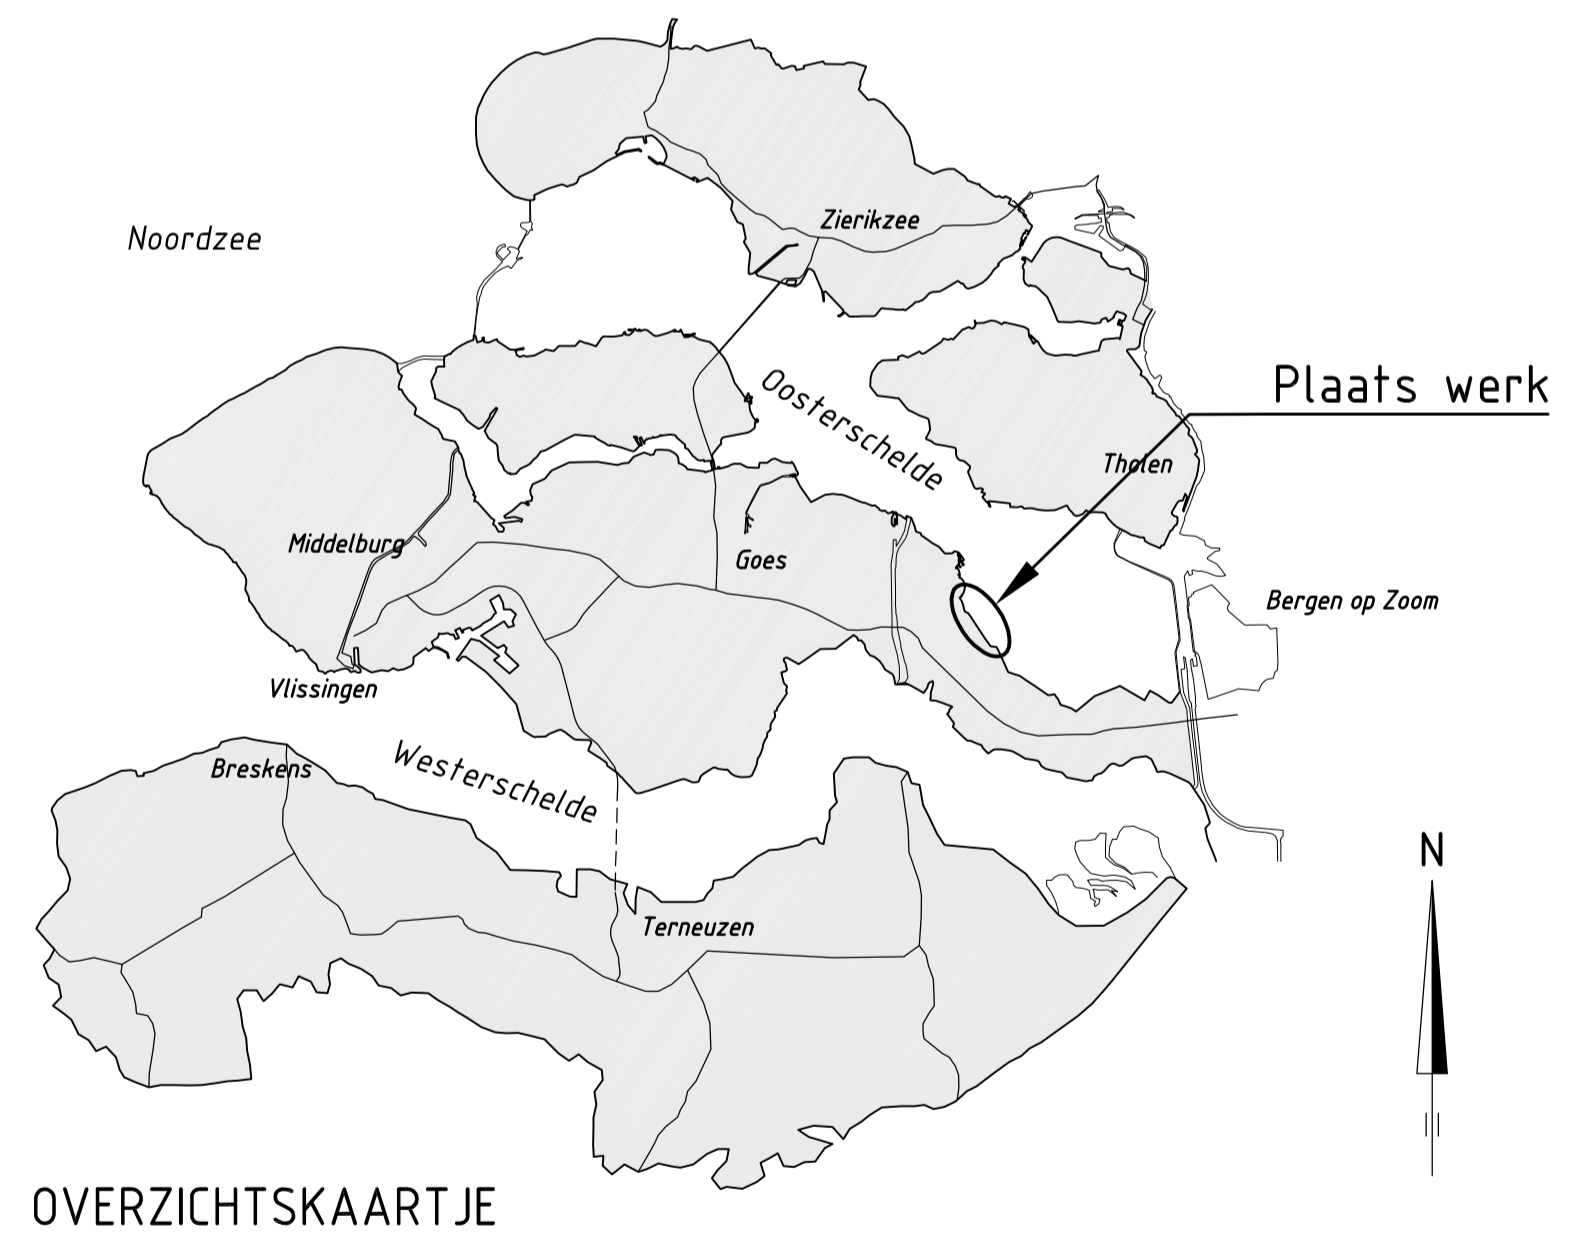 Zierikzee
Noordzee
Plaats werk
Oosterschelde
Tholen
Middelburg
Goes
Bergen op Zoom
Vlissingen
Westerschelde
Breskens
N
Terneuzen
OVERZICHTSKAARTJE